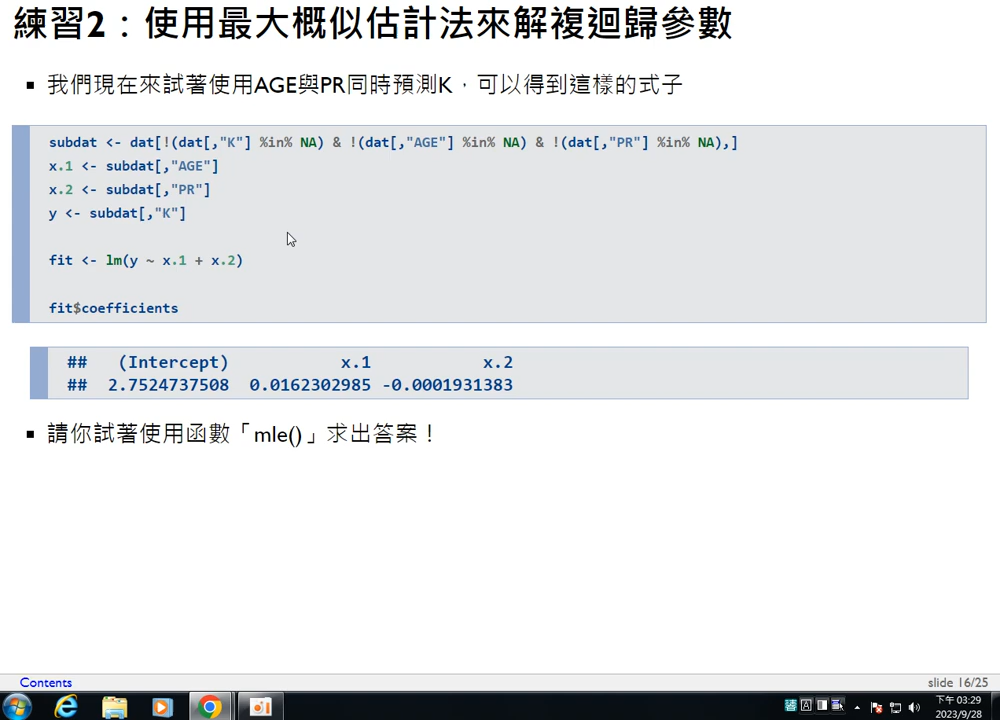 練習2：使用最大概似估計法來解複迴歸參數
▪ 我們現在來試著使用AGE與PR同時預測K，可以得到這樣的式子
subdat <- dat[!(dat[,"K"] %in% NA) & !(dat[,"AGE"] %in% NA) & !(dat[,"PR"] %in% NA),]
x.1 <- subdat[,"AGE"]
x.2 <- subdat[,"PR"]
y <- subdat[,"K"]
fit <- lm(y ~ x.1 + x.2)
fit$coefficients
##   (Intercept)           x.1           x.2
##  2.7524737508  0.0162302985 -0.0001931383
▪ 請你試著使用函數「mle()」求出答案！
Contents
slide 16/25
下午 03:29
2023/9/28